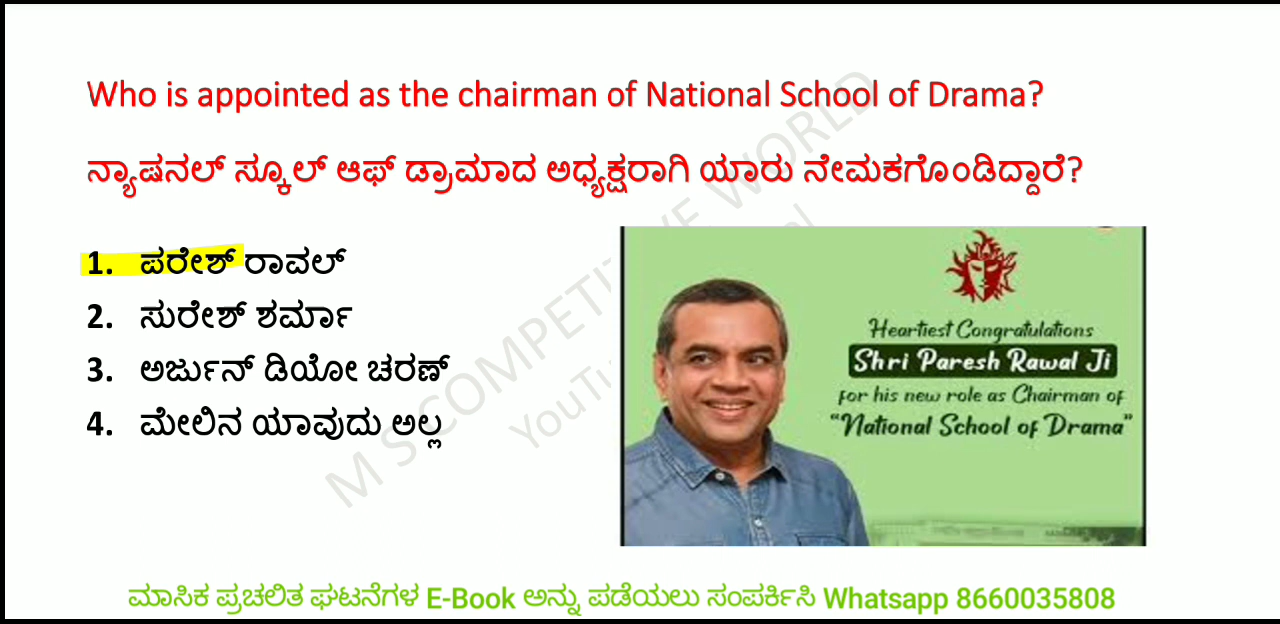 Who is appointed as the chairman of National School of Drama?
ನ್ಯಾಷನಲ್ ಸ್ಕೂಲ್ ಆಫ್ ಡ್ರಾಮಾದ ಅಧ್ಯಕ್ಷರಾಗಿ ಯಾರು ನೇಮಕಗೊಂಡಿದ್ದಾರೆ?
1. ಪರೇಶ್ ರಾವಲ್
2. ಸುರೇಶ್ ಶರ್ಮಾ
3. ಅರ್ಜುನ್ ಡಿಯೋ ಚರಣ್
4. ಮೇಲಿನ ಯಾವುದು ಅಲ್ಲ
Heartiest Congratulations
Shri Paresh Rawal Ji
for his new role as Chairman of
"National School of Drama"
M S COMPETITIVE WORLD
ಮಾಸಿಕ ಪ್ರಚಲಿತ ಘಟನೆಗಳ E-Book ಅನ್ನು ಪಡೆಯಲು ಸಂಪರ್ಕಿಸಿ Whatsapp 8660035808